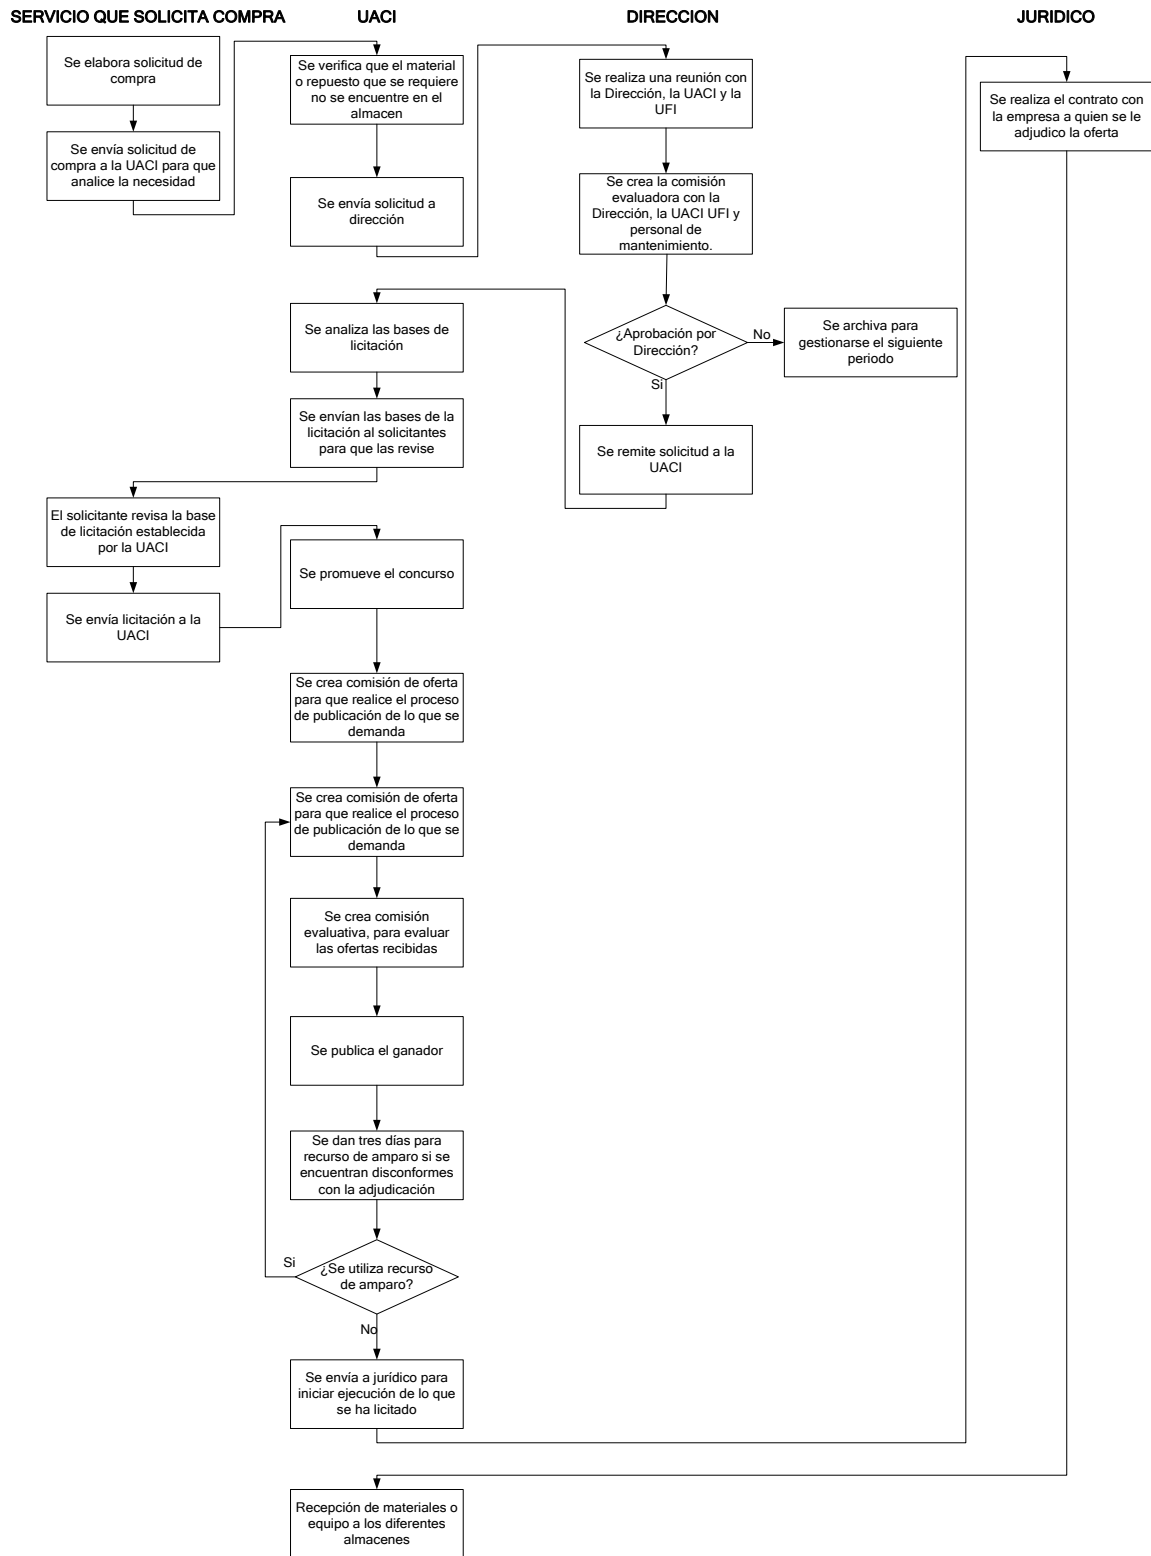 SERVICIO QUE SOLICITA COMPRA
UACI
DIRECCION
JURIDICO
Se elabora solicitud de
compra
Se envía solicitud de
compra a la UACI para que
analice la necesidad
Se verifica que el material
o repuesto que se requiere
no se encuentre en el
almacen
Se envía solicitud a
dirección
Se realiza una reunión con
la Dirección, la UACI y la
UFI
Se crea la comisión
evaluadora con la
Dirección, la UACI UFI y
personal de
mantenimiento.
¿Aprobación por
Dirección?
No
Se archiva para
gestionarse el siguiente
periodo
Si
Se remite solicitud a la
UACI
Se realiza el contrato con
la empresa a quien se le
adjudico la oferta
Se analiza las bases de
licitación
Se envían las bases de la
licitación al solicitantes
para que las revise
El solicitante revisa la base
de licitación establecida
por la UACI
Se envía licitación a la
UACI
Se promueve el concurso
Se crea comisión de oferta
para que realice el proceso
de publicación de lo que se
demanda
Se crea comisión de oferta
para que realice el proceso
de publicación de lo que se
demanda
Se crea comisión
evaluativa, para evaluar
las ofertas recibidas
Se publica el ganador
Se dan tres días para
recurso de amparo si se
encuentran disconformes
con la adjudicación
Si
¿Se utiliza recurso
de amparo?
No
Se envía a jurídico para
iniciar ejecución de lo que
se ha licitado
Recepción de materiales o
equipo a los diferentes
almacenes